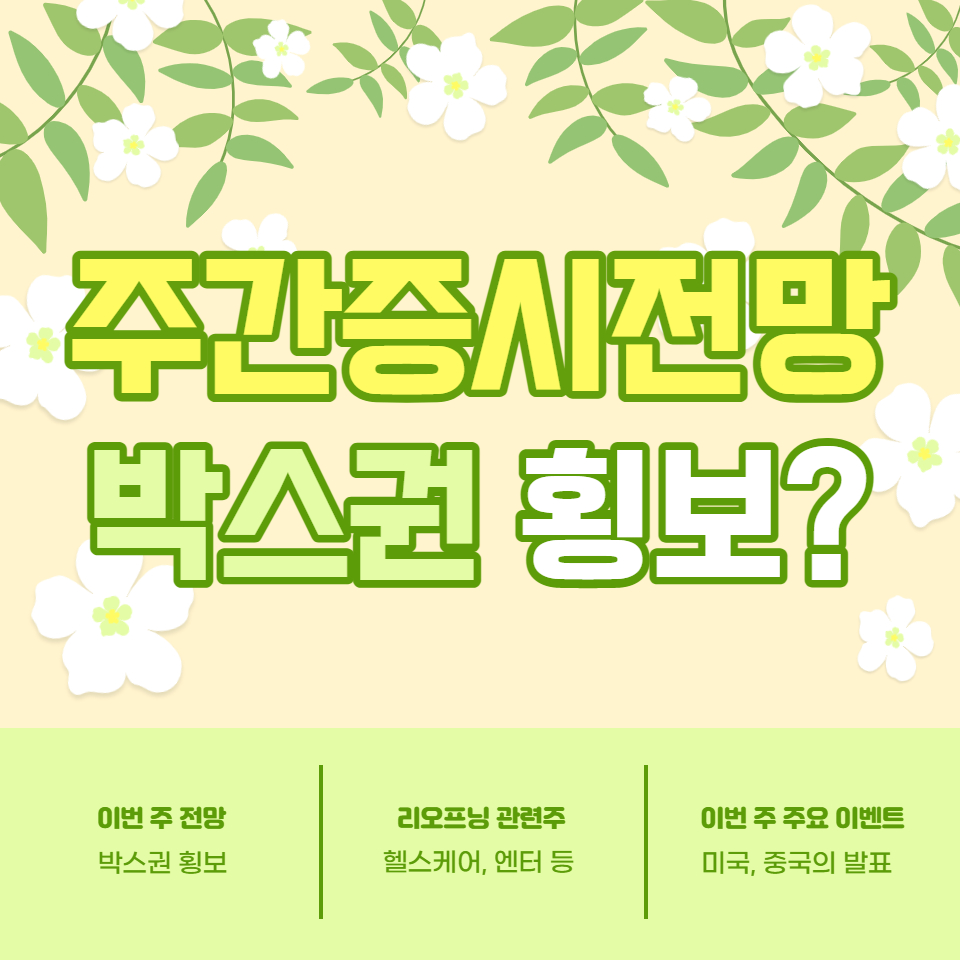 주간증시전망
박스권 횡보?
이번 주 전망
박스권 횡보
리오프닝 관련주
헬스케어, 엔터 등
이번 주 주요 이벤트
미국, 중국의 발표